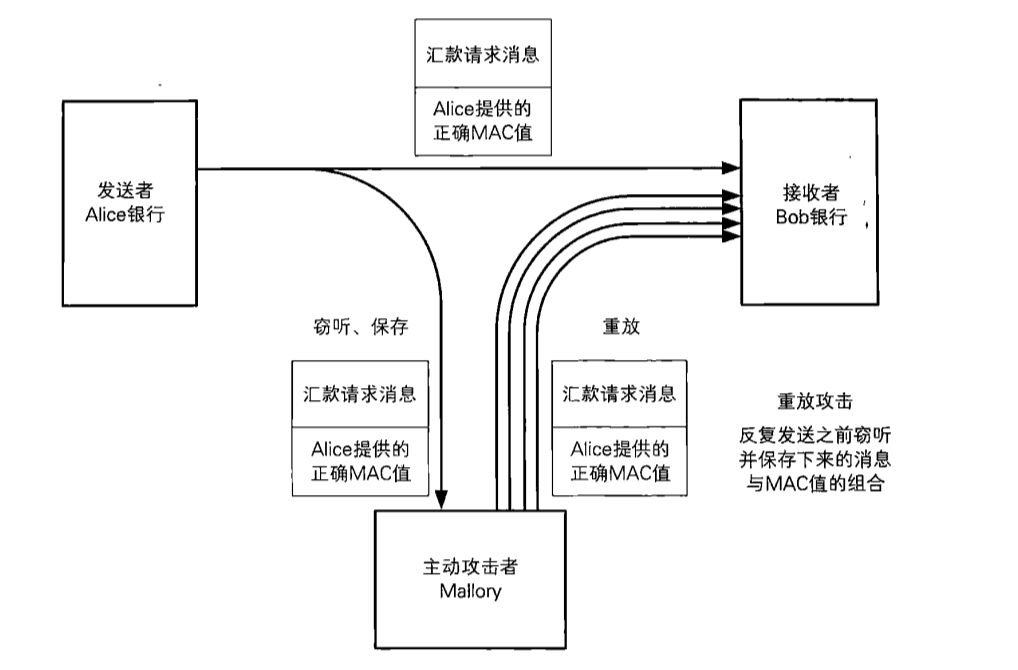 汇款请求消息
Alice提供的
正确MAC值
发送者
Alice银行
接收者
Bob银行
窃听、保存
重放
汇款请求消息
Alice提供的
正确MAC值
汇款请求消息
Alice提供的
正确MAC值
重放攻击
反复发送之前窃听
并保存下来的消息
与MAC值的组合
主动攻击者
Mallory